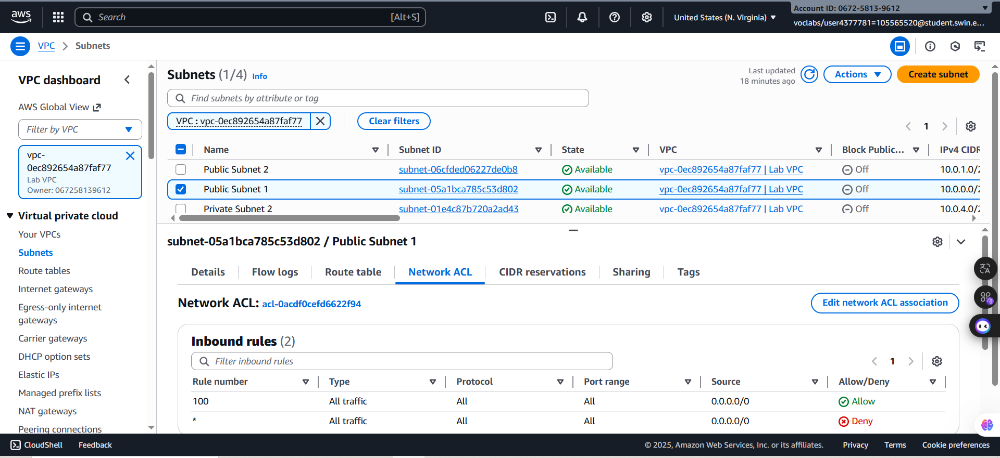 aws
Search
[Alt+S]
United States (N. Virginia)
Account ID: 0672-5813-9612
voclabs/user4377781=105565520@student.swin.e...
VPC
Subnets
VPC dashboard
AWS Global View
Filter by VPC
vpc-
0ec892654a87faf77
Lab VPC
Owner: 067258139612
Virtual private cloud
Your VPCs
Subnets
Route tables
Internet gateways
Egress-only internet
gateways
Carrier gateways
DHCP option sets
Elastic IPs
Managed prefix lists
NAT gateways
Peering connections
Subnets (1/4) Info
Last updated
18 minutes ago
Actions
Create subnet
Find subnets by attribute or tag
VPC : vpc-0ec892654a87faf77
Clear filters
1
Name Subnet ID State VPC Block Public... IPv4 CIDR
Public Subnet 2 subnet-06cfded06227de0b8 Available vpc-0ec892654a87faf77 | Lab VPC Off 10.0.1.0/2
Public Subnet 1 subnet-05a1bca785c53d802 Available vpc-0ec892654a87faf77 | Lab VPC Off 10.0.0.0/2
Private Subnet 2 subnet-01e4c87b720a2ad43 Available vpc-0ec892654a87faf77 | Lab VPC Off 10.0.4.0/2
subnet-05a1bca785c53d802 / Public Subnet 1
Details Flow logs Route table Network ACL CIDR reservations Sharing Tags
Network ACL: acl-0acdf0cefd6622f94
Edit network ACL association
Inbound rules (2)
Filter inbound rules
1
Rule number Type Protocol Port range Source Allow/Deny
100 All traffic All All 0.0.0.0/0 Allow
* All traffic All All 0.0.0.0/0 Deny
CloudShell Feedback
© 2025, Amazon Web Services, Inc. or its affiliates. Privacy Terms Cookie preferences